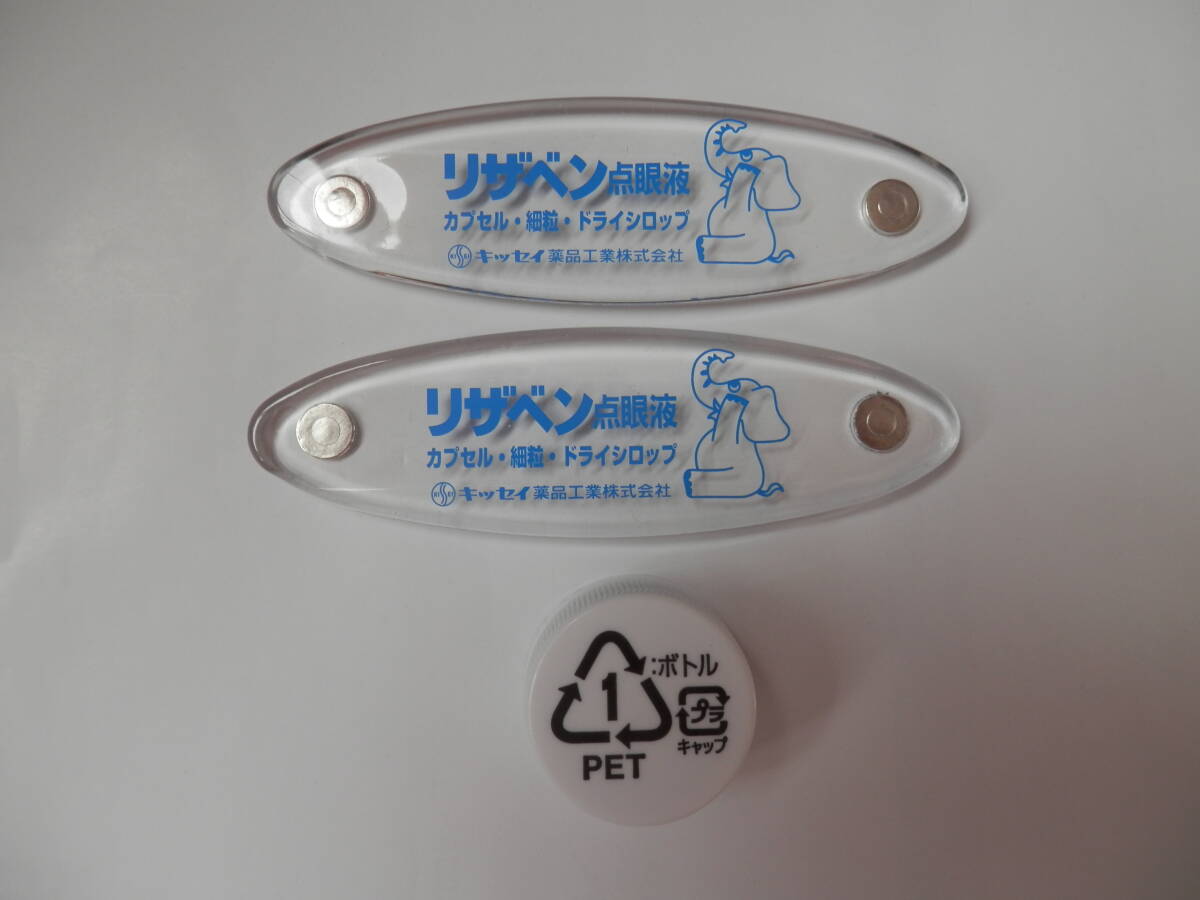 リザベン点眼液
カプセル・細粒・ドライシロップ
KISSEI キッセイ薬品工業株式会社
リザベン点眼液
カプセル・細粒・ドライシロップ
KISSEI キッセイ薬品工業株式会社
:ボトル
1
プラ
キャップ
PET